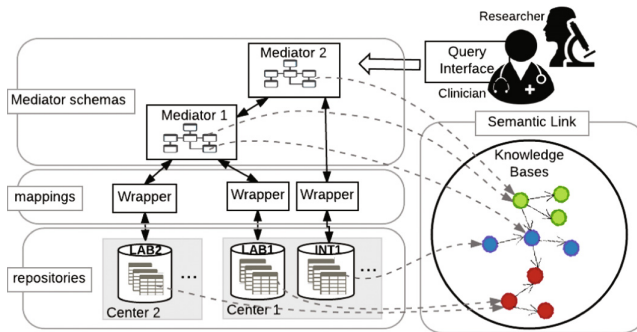 Researcher
Mediator 2
Query
Interface
Clinician
Mediator schemas
Mediator 1
Semantic Link
Knowledge
Bases
mappings
Wrapper
Wrapper
Wrapper
LAB2
LAB1
INT1
...
...
repositories
Center 2
Center 1